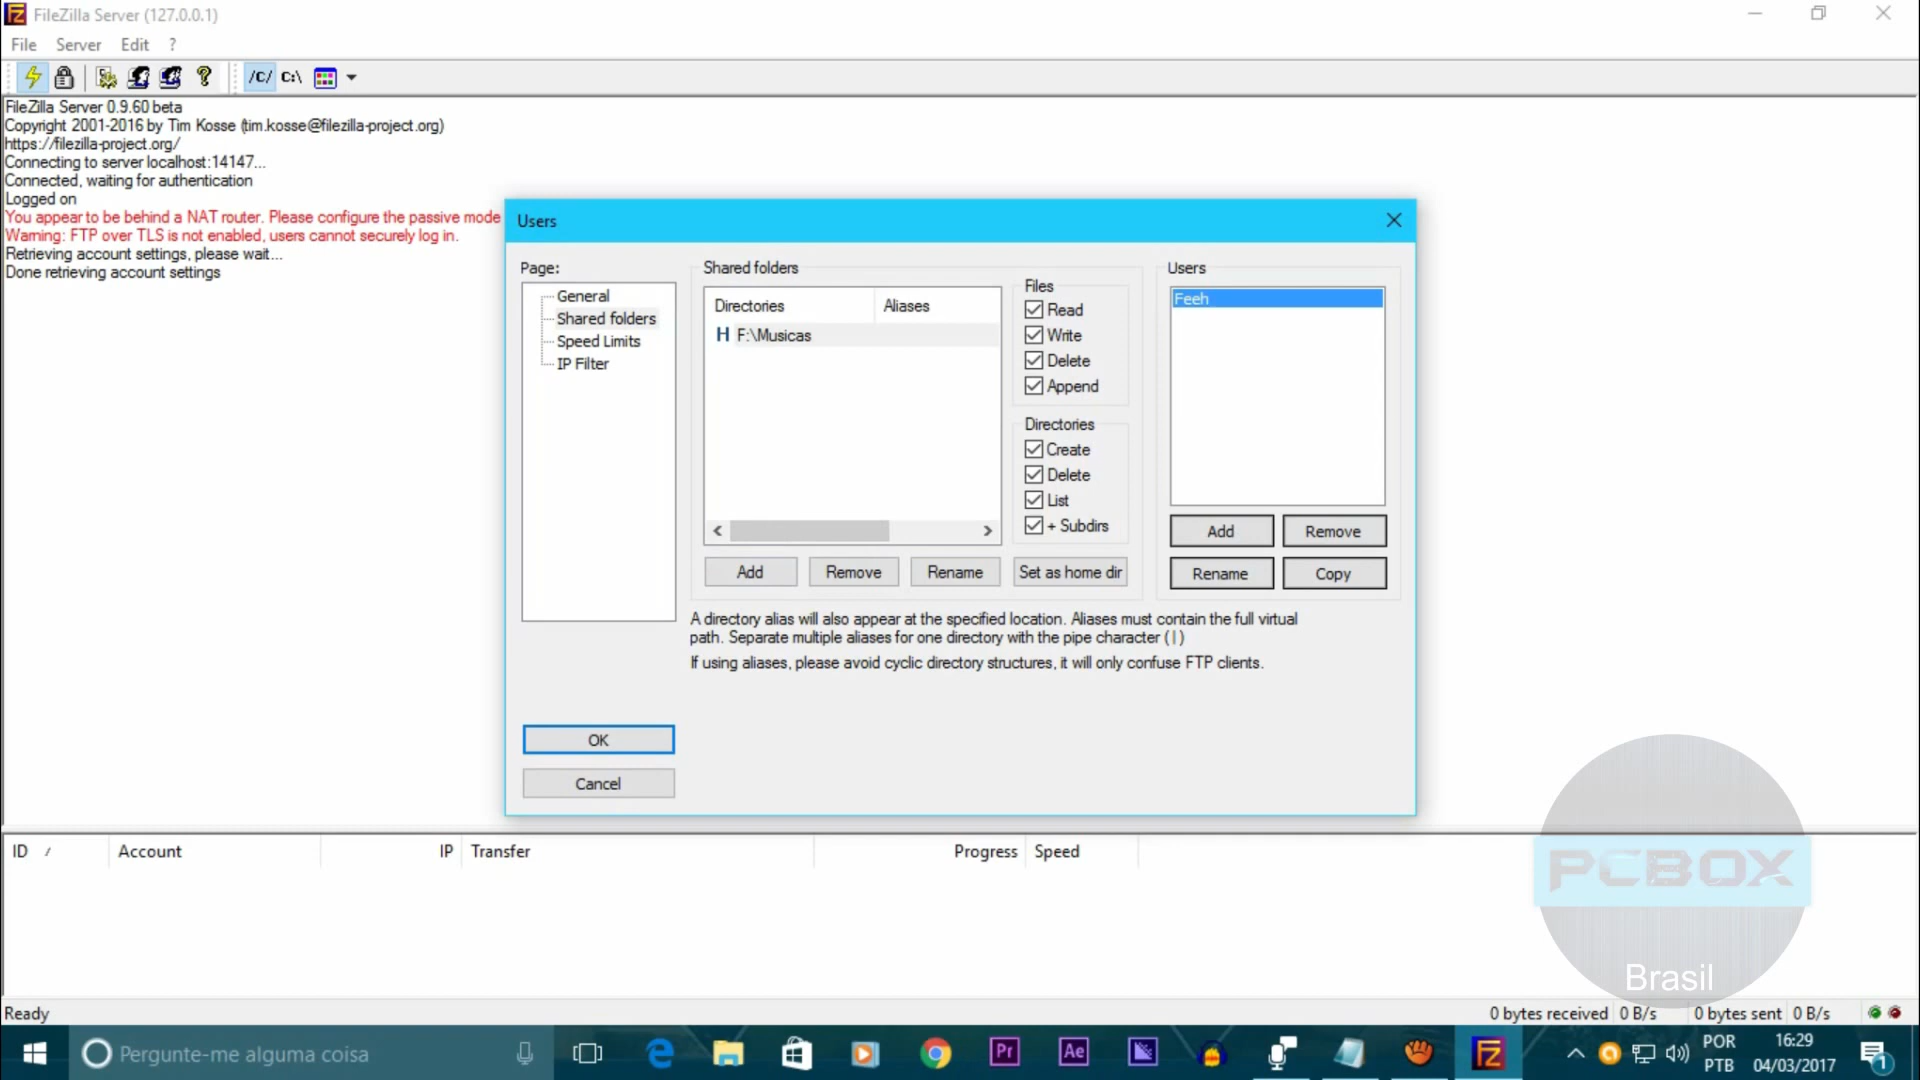 FileZilla Server (127.0.0.1)
File Server Edit ?
/C/ C:\
FileZilla Server 0.9.60 beta
Copyright 2001-2016 by Tim Kosse (tim.kosse@filezilla-project.org)
https://filezilla-project.org/
Connecting to server localhost:14147...
Connected, waiting for authentication
Logged on
You appear to be behind a NAT router. Please configure the passive mode
Warning: FTP over TLS is not enabled, users cannot securely log in.
Retrieving account settings, please wait...
Done retrieving account settings
Users
Page:
General
Shared folders
Speed Limits
IP Filter
Shared folders
Directories Aliases
H F:\Musicas
Files
Read
Write
Delete
Append
Directories
Create
Delete
List
+ Subdirs
Add Remove Rename Set as home dir
Users
Feeh
Add Remove
Rename Copy
A directory alias will also appear at the specified location. Aliases must contain the full virtual
path. Separate multiple aliases for one directory with the pipe character (|)
If using aliases, please avoid cyclic directory structures, it will only confuse FTP clients.
OK
Cancel
ID / Account IP Transfer Progress Speed
PCBOX
Brasil
Ready 0 bytes received 0 B/s 0 bytes sent 0 B/s
Pergunte-me alguma coisa
Pr Ae
POR
PTB
16:29
04/03/2017
1